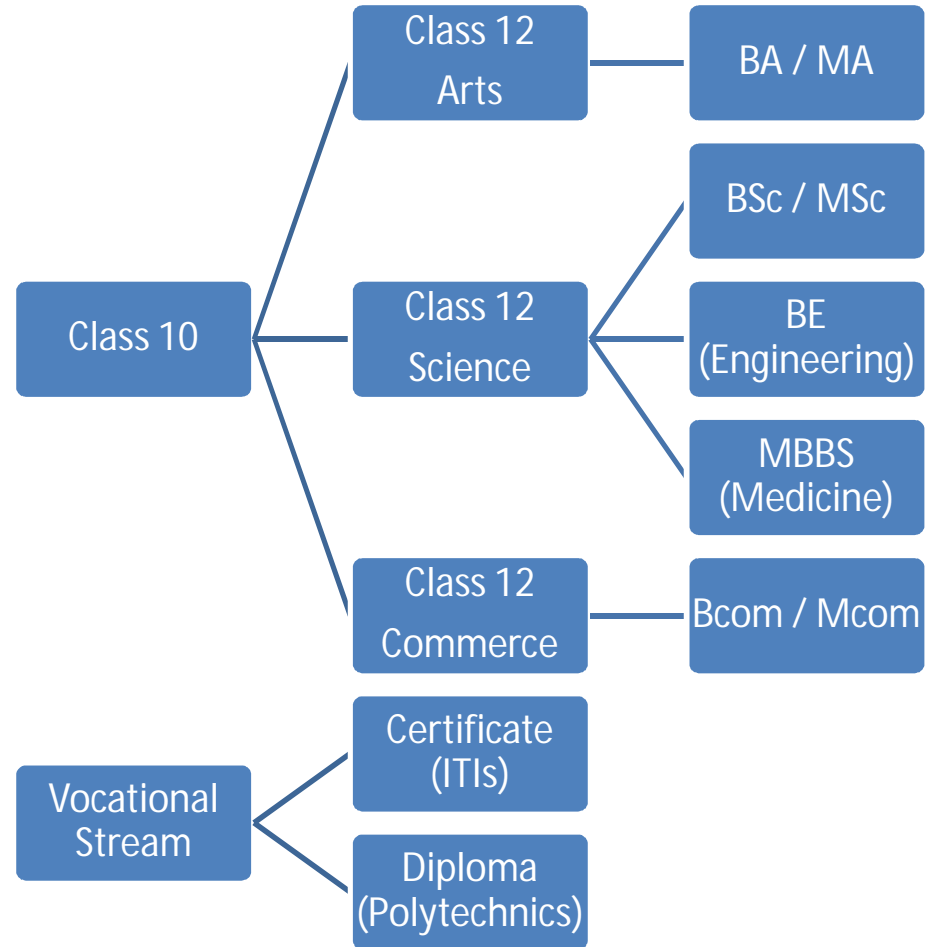 Class 10
Class 12
Arts
BA / MA
Class 12
Science
BSc / MSc
BE
(Engineering)
MBBS
(Medicine)
Class 12
Commerce
Bcom / Mcom
Vocational
Stream
Certificate
(ITIs)
Diploma
(Polytechnics)